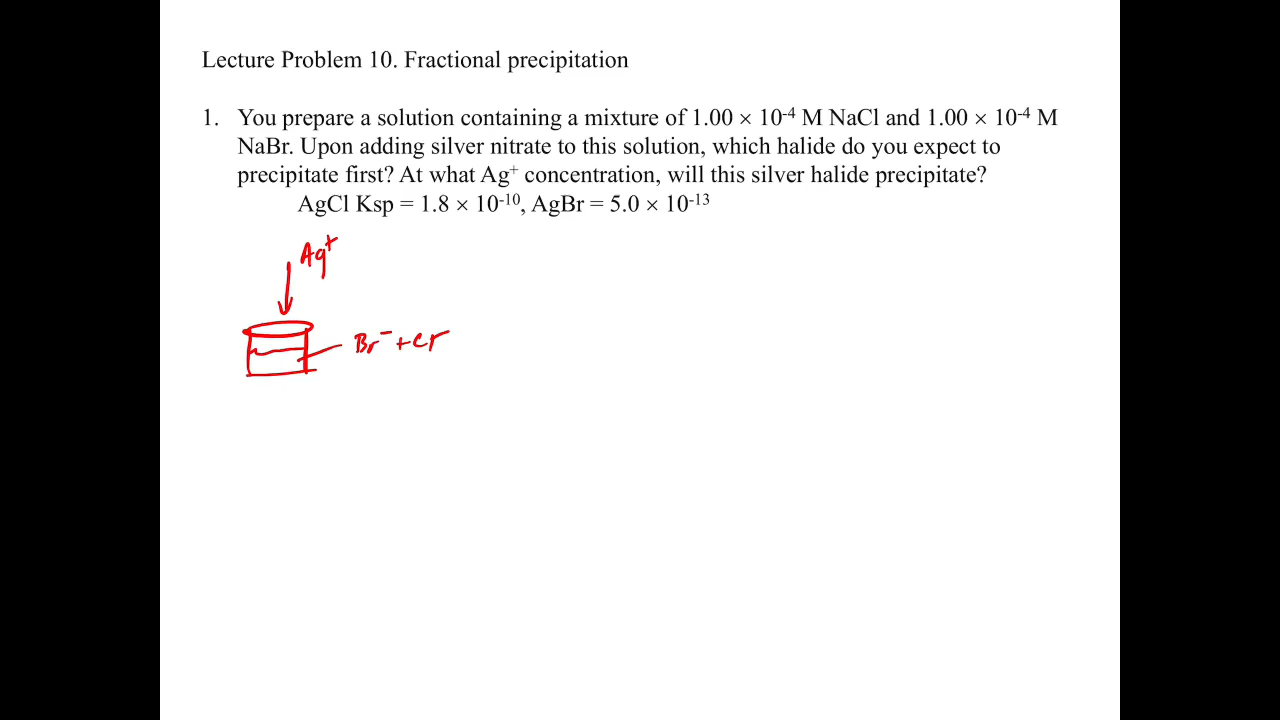 Lecture Problem 10. Fractional precipitation
1. You prepare a solution containing a mixture of 1.00 × 10⁻⁴ M NaCl and 1.00 × 10⁻⁴ M
NaBr. Upon adding silver nitrate to this solution, which halide do you expect to
precipitate first? At what Ag⁺ concentration, will this silver halide precipitate?
AgCl Ksp = 1.8 × 10⁻¹⁰, AgBr = 5.0 × 10⁻¹³
Ag⁺
Br⁻ + Cl⁻